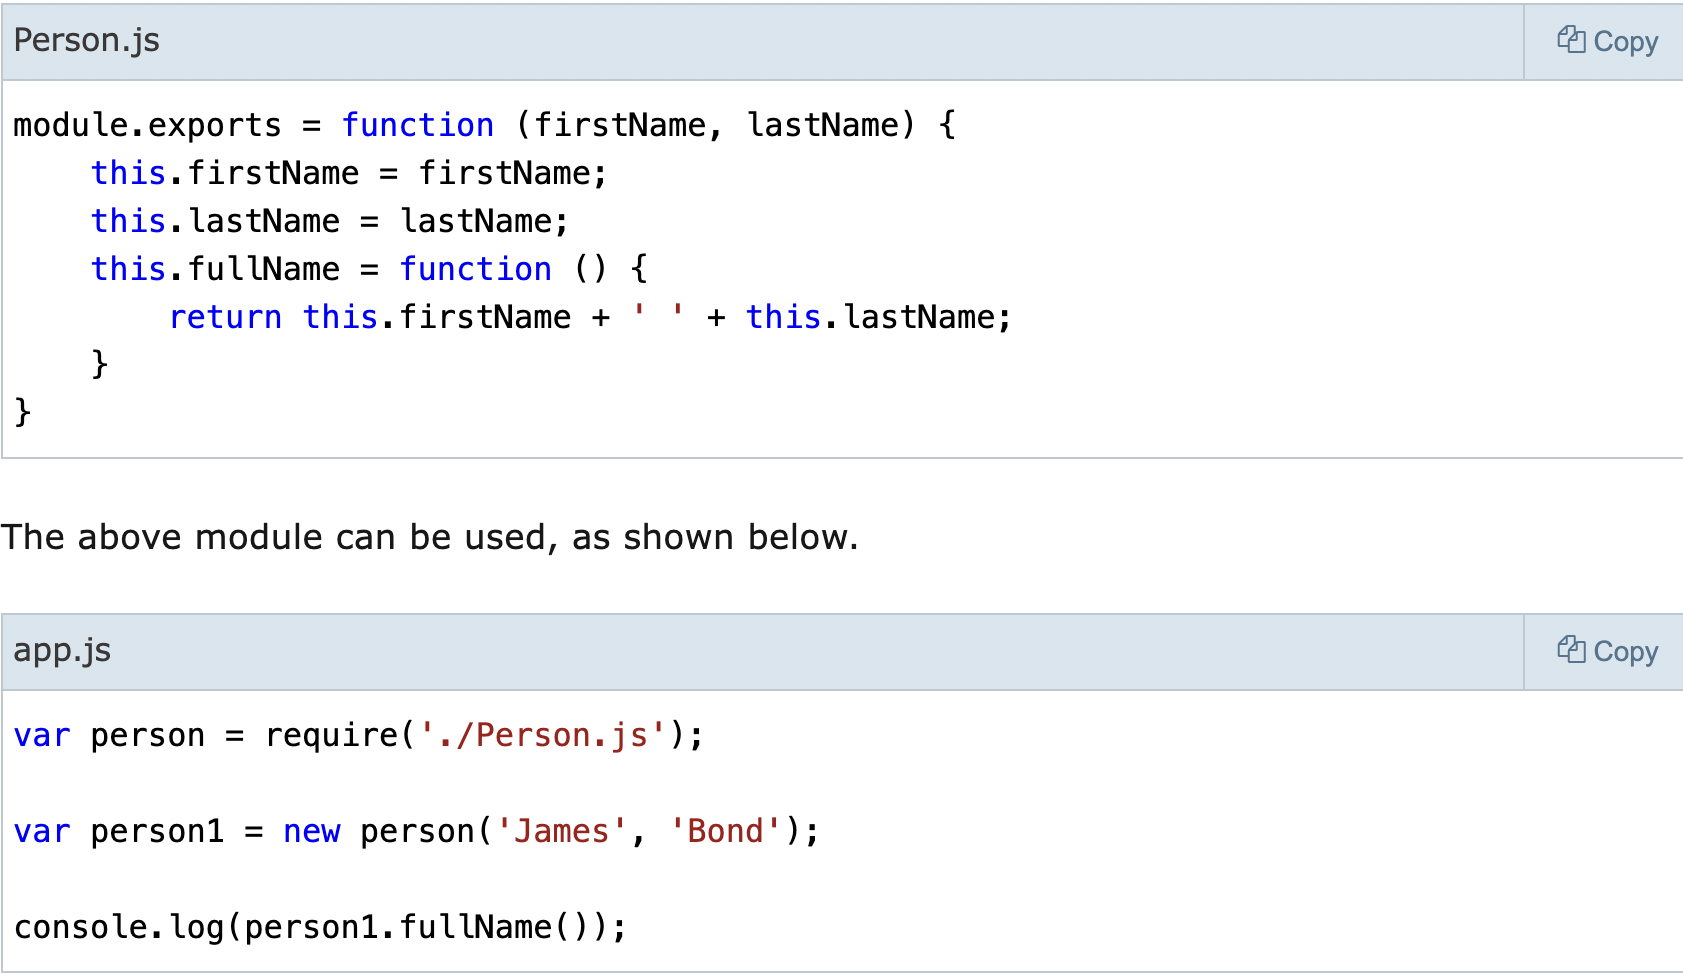 Person.js
Copy
module.exports = function (firstName, lastName) {
    this.firstName = firstName;
    this.lastName = lastName;
    this.fullName = function () {
        return this.firstName + ' ' + this.lastName;
    }
}
The above module can be used, as shown below.
app.js
Copy
var person = require('./Person.js');
var person1 = new person('James', 'Bond');
console.log(person1.fullName());